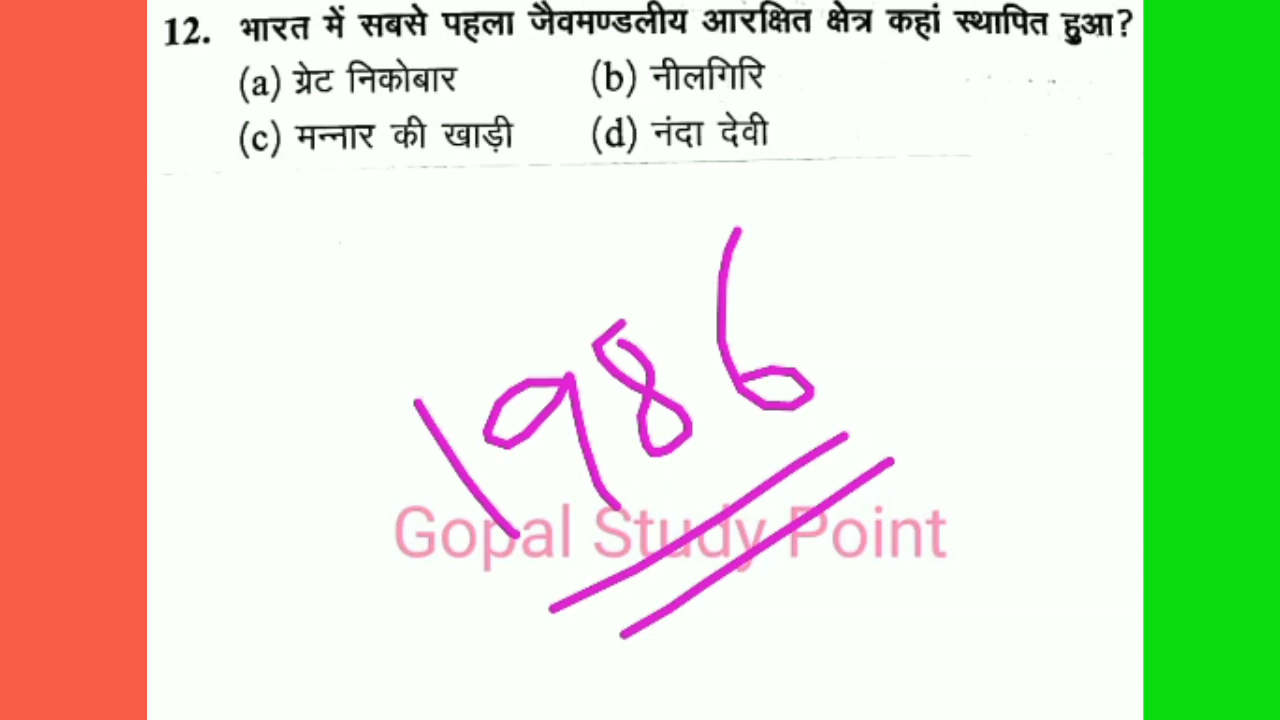 12. भारत में सबसे पहला जैवमण्डलीय आरक्षित क्षेत्र कहां स्थापित हुआ?
(a) ग्रेट निकोबार (b) नीलगिरि
(c) मन्नार की खाड़ी (d) नंदा देवी
1986
Gopal Study Point